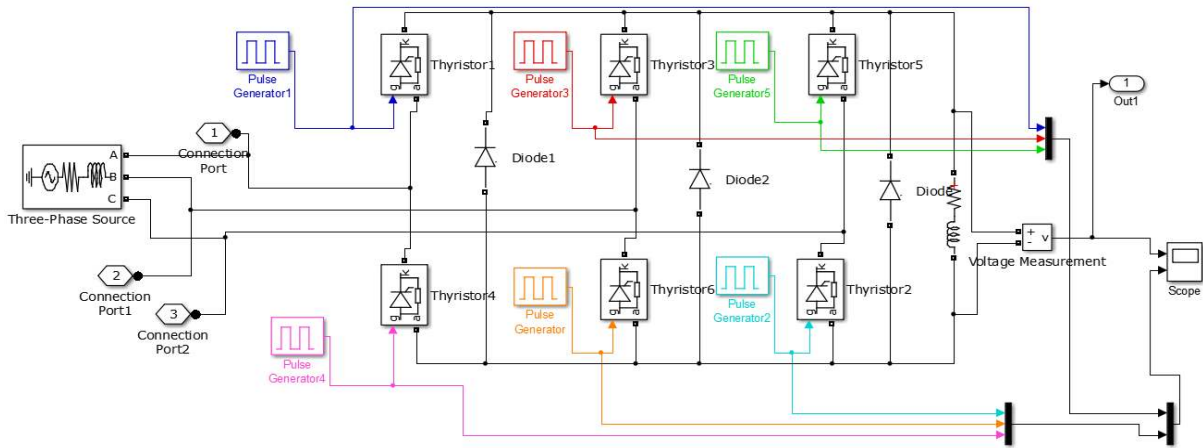 Pulse
Generator1
g
k
a
Thyristor1
Pulse
Generator3
g
k
a
Thyristor3
Pulse
Generator5
g
k
a
Thyristor5
1
Out1
1
Connection
Port
A
B
C
Three-Phase Source
Diode1
Diode2
Diode
+
-
v
Voltage Measurement
Scope
2
Connection
Port1
3
Connection
Port2
g
k
a
Thyristor4
Pulse
Generator
g
k
a
Thyristor6
Pulse
Generator2
g
k
a
Thyristor2
Pulse
Generator4